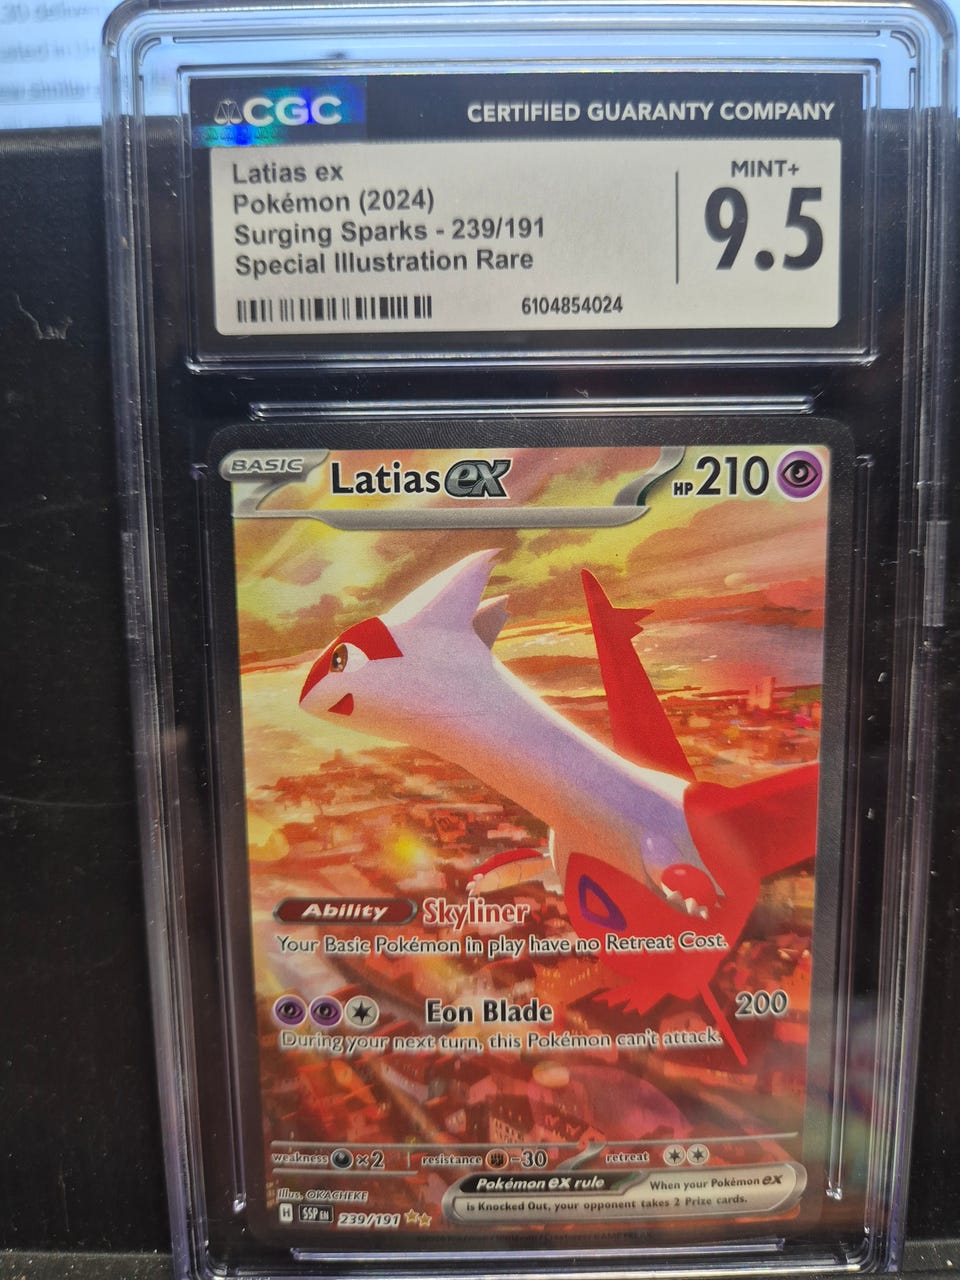 CGC
CERTIFIED GUARANTY COMPANY
Latias ex
Pokémon (2024)
Surging Sparks - 239/191
Special Illustration Rare
MINT+
9.5
6104854024
BASIC
Latias ex
HP 210
Ability Skyliner
Your Basic Pokémon in play have no Retreat Cost.
Eon Blade 200
During your next turn, this Pokémon can't attack.
weakness ×2 resistance -30 retreat
Pokémon ex rule When your Pokémon ex
is Knocked Out, your opponent takes 2 Prize cards.
Illus. OKACHEKE
H SSP EN 239/191